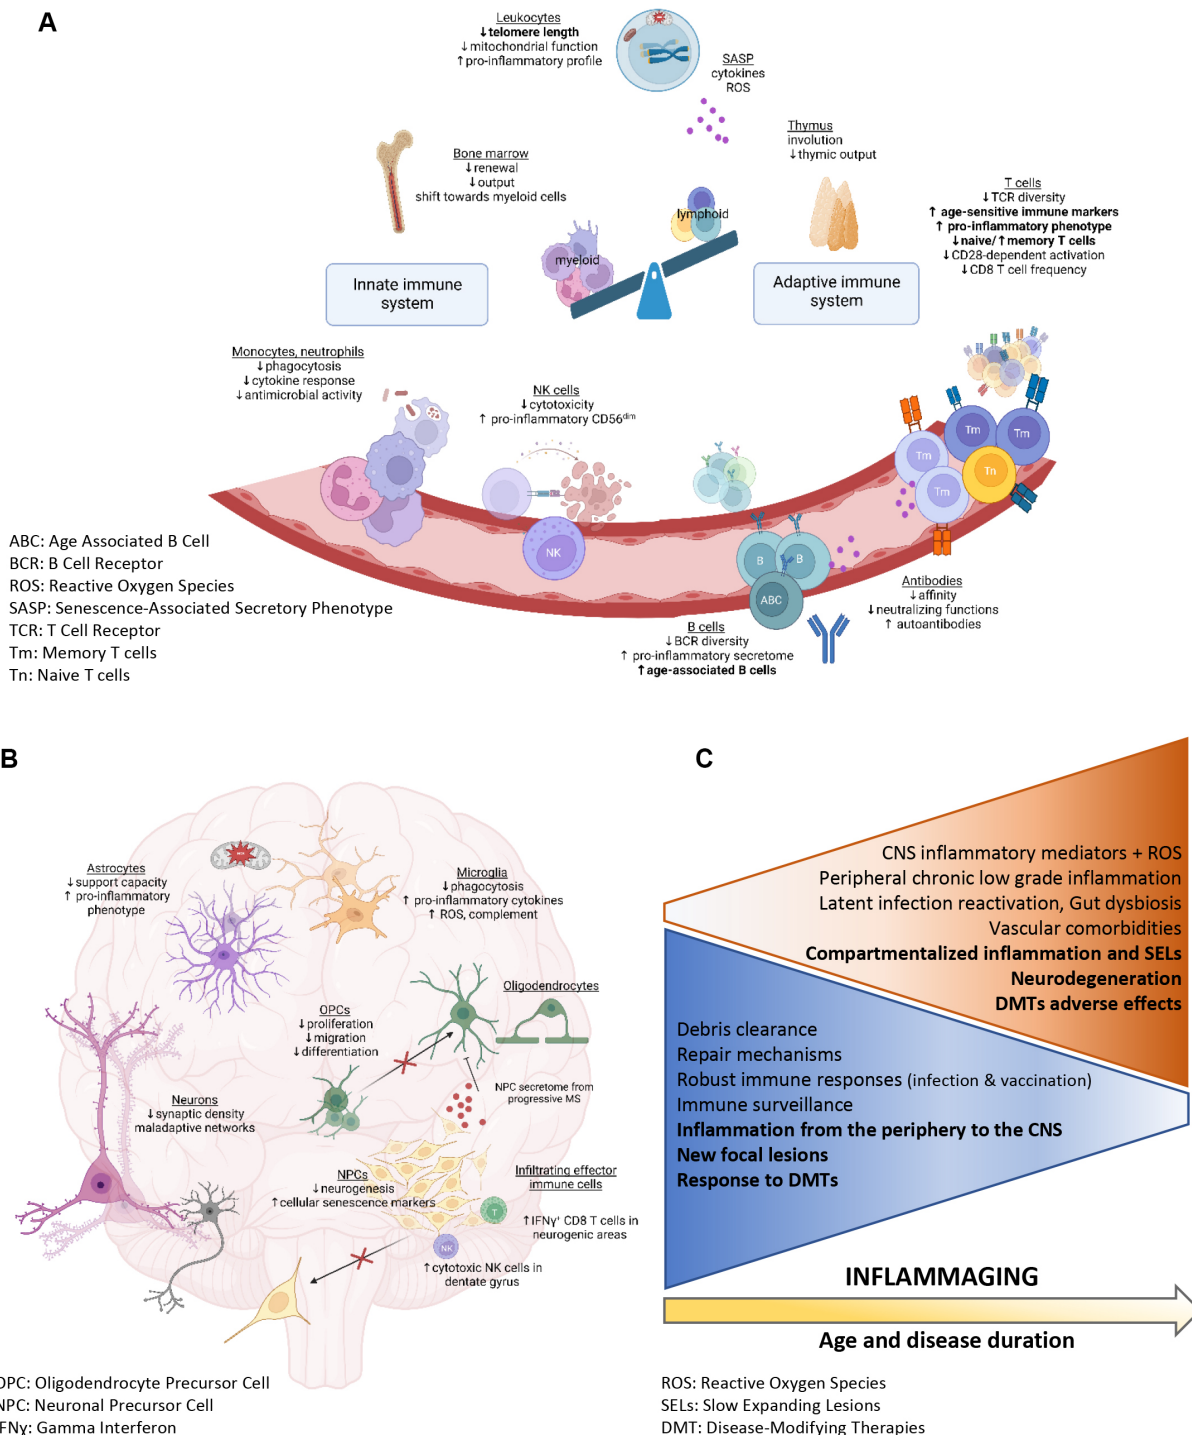 A
Leukocytes
↓telomere length
↓mitochondrial function
↑pro-inflammatory profile
SASP
cytokines
ROS
Thymus
involution
↓thymic output
Bone marrow
↓renewal
↓output
shift towards myeloid cells
T cells
↓TCR diversity
↑ age-sensitive immune markers
↑ pro-inflammatory phenotype
↓naive/↑memory T cells
↓CD28-dependent activation
↓CD8 T cell frequency
lymphoid
myeloid
Innate immune
system
Adaptive immune
system
Monocytes, neutrophils
↓phagocytosis
↓cytokine response
↓antimicrobial activity
NK cells
↓cytotoxicity
↑ pro-inflammatory CD56dim
Tm
Tm
Tm
Tn
Tm
NK
B
B
ABC
Antibodies
↓affinity
↓neutralizing functions
↑ autoantibodies
B cells
↓BCR diversity
↑ pro-inflammatory secretome
↑age-associated B cells
ABC: Age Associated B Cell
BCR: B Cell Receptor
ROS: Reactive Oxygen Species
SASP: Senescence-Associated Secretory Phenotype
TCR: T Cell Receptor
Tm: Memory T cells
Tn: Naive T cells
B
Astrocytes
↓support capacity
↑ pro-inflammatory
phenotype
Microglia
↓phagocytosis
↑ pro-inflammatory cytokines
↑ ROS, complement
Oligodendrocytes
OPCs
↓proliferation
↓migration
↓differentiation
NPC secretome from
progressive MS
Neurons
↓synaptic density
maladaptive networks
NPCs
↓neurogenesis
↑cellular senescence markers
Infiltrating effector
immune cells
T
↑IFNγ+ CD8 T cells in
neurogenic areas
NK
↑cytotoxic NK cells in
dentate gyrus
OPC: Oligodendrocyte Precursor Cell
NPC: Neuronal Precursor Cell
IFNγ: Gamma Interferon
C
CNS inflammatory mediators + ROS
Peripheral chronic low grade inflammation
Latent infection reactivation, Gut dysbiosis
Vascular comorbidities
Compartmentalized inflammation and SELs
Neurodegeneration
DMTs adverse effects
Debris clearance
Repair mechanisms
Robust immune responses (infection & vaccination)
Immune surveillance
Inflammation from the periphery to the CNS
New focal lesions
Response to DMTs
INFLAMMAGING
Age and disease duration
ROS: Reactive Oxygen Species
SELs: Slow Expanding Lesions
DMT: Disease-Modifying Therapies